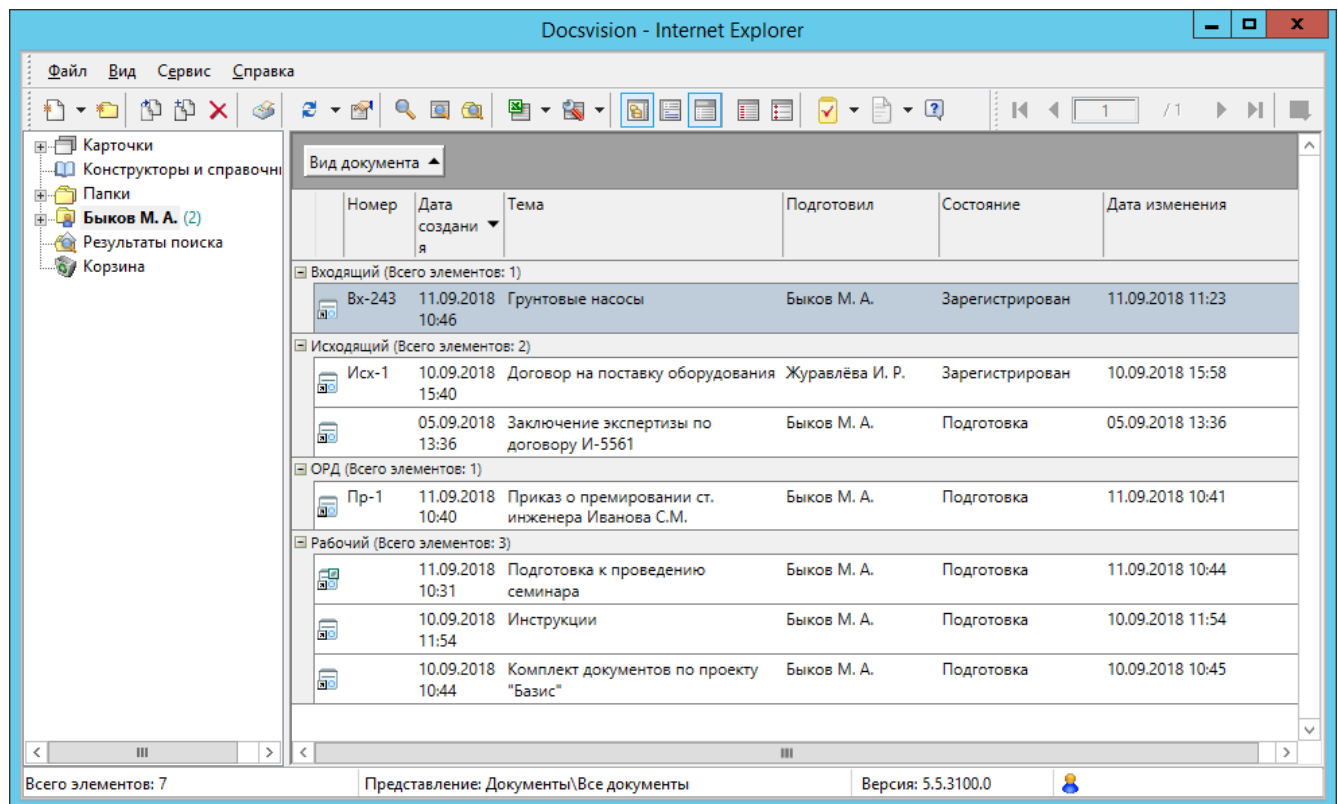 Docsvision - Internet Explorer
Файл Вид Сервис Справка
1 / 1
Карточки
Конструкторы и справочн
Папки
Быков М. А. (2)
Результаты поиска
Корзина
Вид документа
Номер Дата создани я Тема Подготовил Состояние Дата изменения
Входящий (Всего элементов: 1)
Вх-243 11.09.2018 Грунтовые насосы Быков М. А. Зарегистрирован 11.09.2018 11:23
10:46
Исходящий (Всего элементов: 2)
Исх-1 10.09.2018 Договор на поставку оборудования Журавлёва И. Р. Зарегистрирован 10.09.2018 15:58
15:40
05.09.2018 Заключение экспертизы по Быков М. А. Подготовка 05.09.2018 13:36
13:36 договору И-5561
ОРД (Всего элементов: 1)
Пр-1 11.09.2018 Приказ о премировании ст. Быков М. А. Подготовка 11.09.2018 10:41
10:40 инженера Иванова С.М.
Рабочий (Всего элементов: 3)
11.09.2018 Подготовка к проведению Быков М. А. Подготовка 11.09.2018 10:44
10:31 семинара
10.09.2018 Инструкции Быков М. А. Подготовка 10.09.2018 11:54
11:54
10.09.2018 Комплект документов по проекту Быков М. А. Подготовка 10.09.2018 10:45
10:44 "Базис"
Всего элементов: 7 Представление: Документы\Все документы Версия: 5.5.3100.0